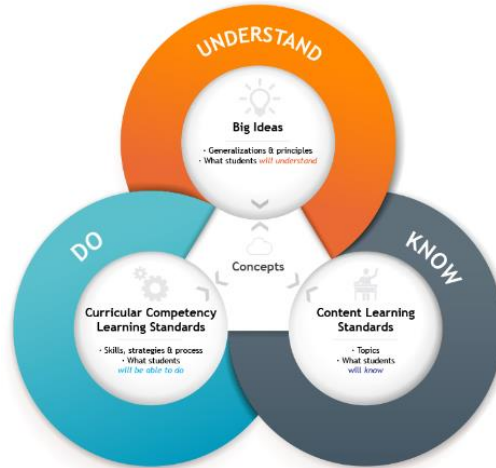 UNDERSTAND
Big Ideas
· Generalizations & principles
· What students will understand
Concepts
DO
Curricular Competency
Learning Standards
· Skills, strategies & process
· What students
will be able to do
KNOW
Content Learning
Standards
· Topics
· What students
will know